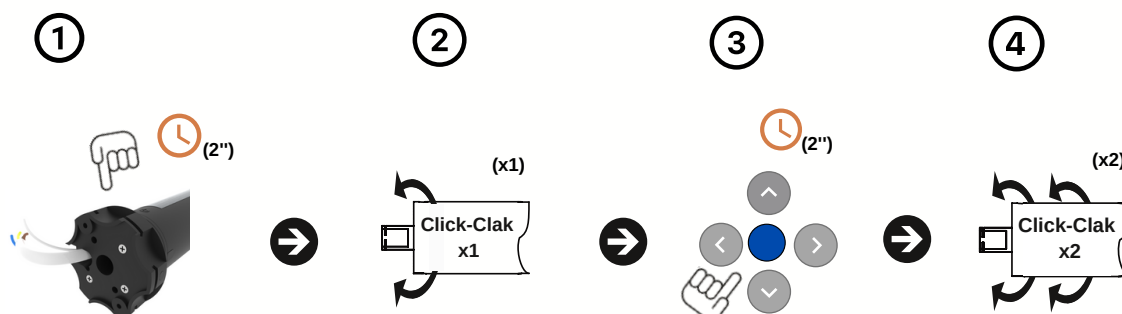 1
2
3
4
(2")
(x1)
(2")
(x2)
Click-Clak
x1
Click-Clak
x2